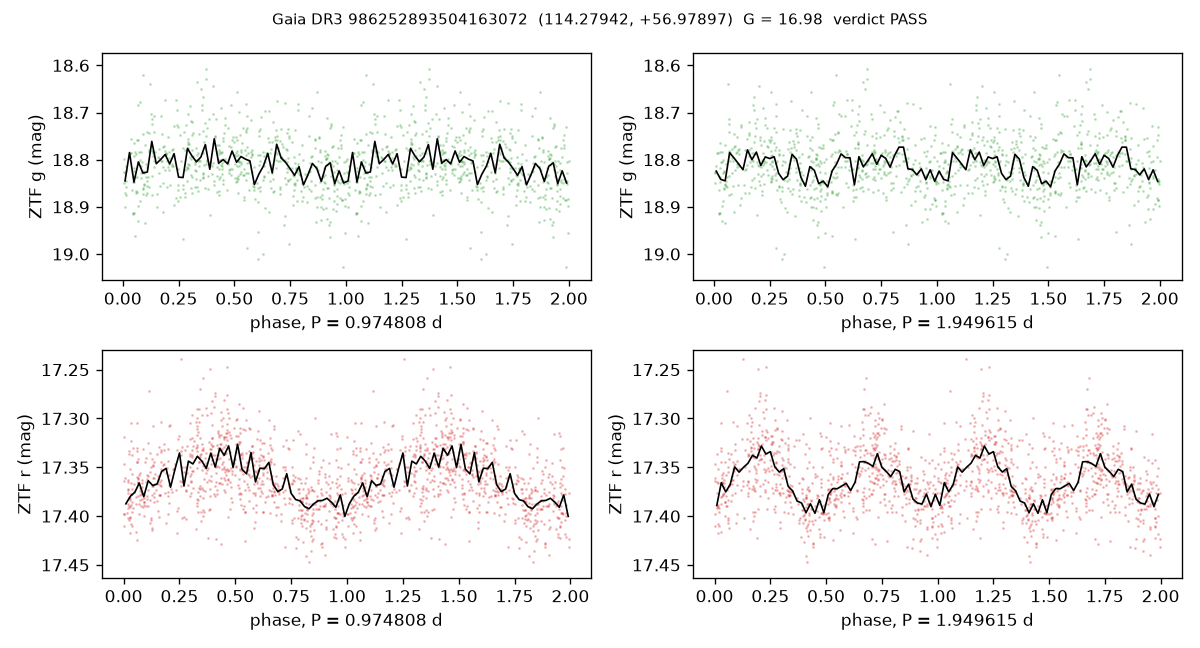 Gaia DR3 986252893504163072 (114.27942, +56.97897) G = 16.98 verdict PASS
18.6
18.7
18.8
18.9
19.0
ZTF g (mag)
0.00 0.25 0.50 0.75 1.00 1.25 1.50 1.75 2.00
phase, P = 0.974808 d
18.6
18.7
18.8
18.9
19.0
ZTF g (mag)
0.00 0.25 0.50 0.75 1.00 1.25 1.50 1.75 2.00
phase, P = 1.949615 d
17.25
17.30
17.35
17.40
17.45
ZTF r (mag)
0.00 0.25 0.50 0.75 1.00 1.25 1.50 1.75 2.00
phase, P = 0.974808 d
17.25
17.30
17.35
17.40
17.45
ZTF r (mag)
0.00 0.25 0.50 0.75 1.00 1.25 1.50 1.75 2.00
phase, P = 1.949615 d